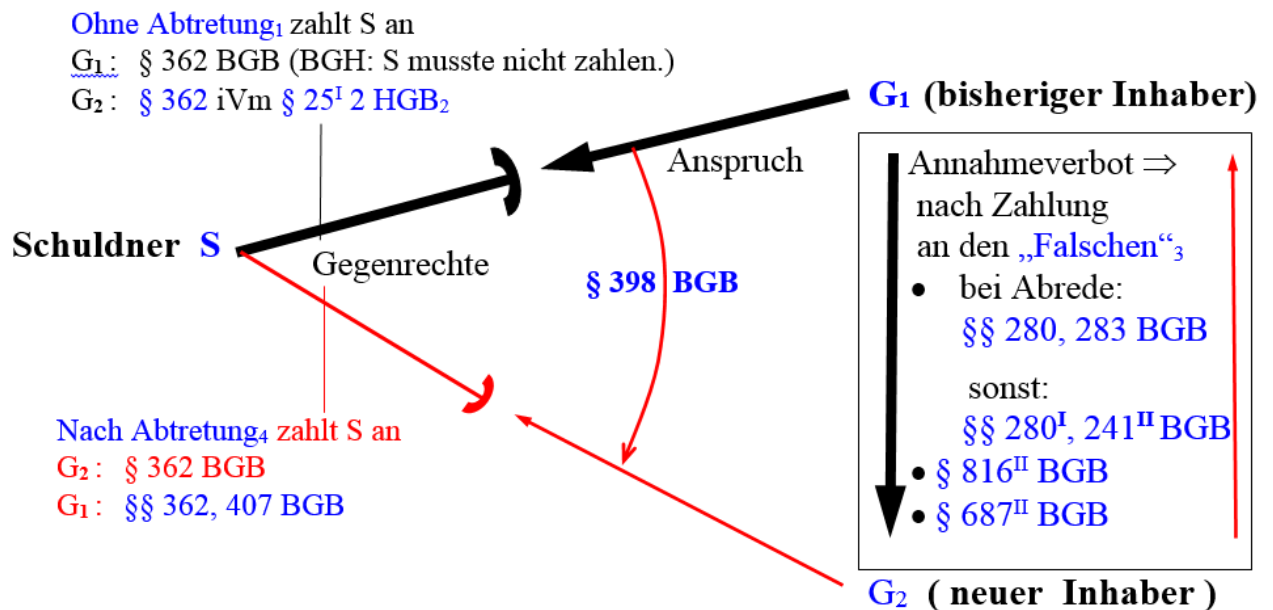 Ohne Abtretung₁ zahlt S an
G₁ : § 362 BGB (BGH: S musste nicht zahlen.)
G₂ : § 362 iVm § 25ᴵ 2 HGB₂
G₁ (bisheriger Inhaber)
Anspruch
Annahmeverbot ⇒
nach Zahlung
an den „Falschen“₃
• bei Abrede:
§§ 280, 283 BGB
sonst:
§§ 280ᴵ, 241ᴵᴵ BGB
• § 816ᴵᴵ BGB
• § 687ᴵᴵ BGB
Schuldner S
Gegenrechte
§ 398 BGB
Nach Abtretung₄ zahlt S an
G₂ : § 362 BGB
G₁ : §§ 362, 407 BGB
G₂ ( neuer Inhaber )